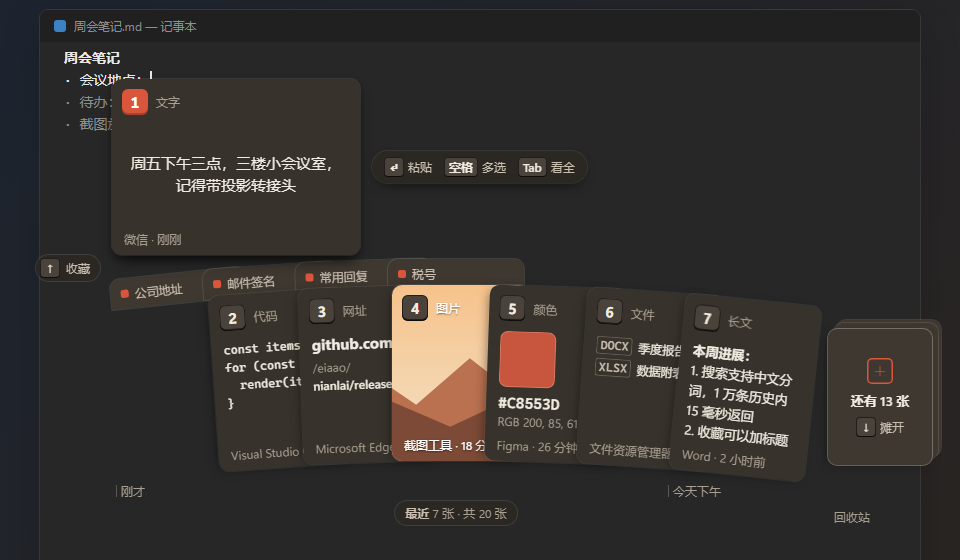 周会笔记.md — 记事本
周会笔记
· 会议地点：
· 待办：
· 截图
1 文字
周五下午三点，三楼小会议室，
记得带投影转接头
微信 · 刚刚
↵ 粘贴 空格 多选 Tab 看全
↑ 收藏
公司地址
邮件签名
常用回复
税号
2 代码
const items
for (const
render(it
}
Visual Studio
3 网址
github.com
/eiaao/
nianlai/release
Microsoft Edge
4 图片
截图工具 · 18 分
5 颜色
#C8553D
RGB 200, 85, 61
Figma · 26 分钟
6 文件
DOCX 季度报告
XLSX 数据附
文件资源管理器
7 长文
本周进展：
1. 搜索支持中文分
词，1 万条历史内
15 毫秒返回
2. 收藏可以加标题
Word · 2 小时前
还有 13 张
↓ 摊开
刚才
今天下午
最近 7 张 · 共 20 张
回收站